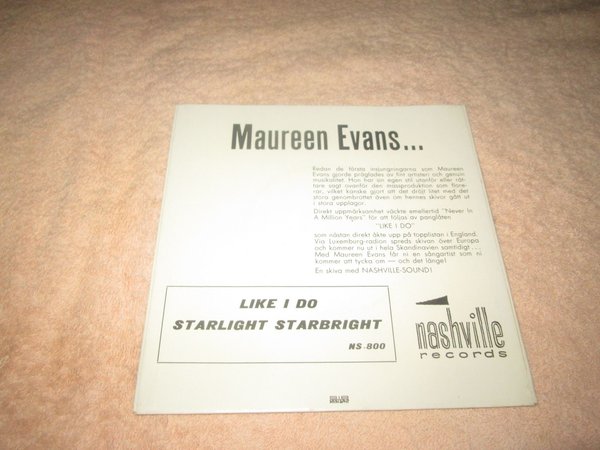 Maureen Evans...
Redan de första insjungningarna som Maureen
Evans gjorde präglades av fint artisteri och genuin
musikalitet. Hon har sin egen stil utanför eller rät-
tare sagt ovanför den massproduktion som flore-
rar, vilket kanske gjort att det dröjt litet med det
stora genombrottet även om hennes skivor gått ut
i stora upplagor.
Direkt uppmärksamhet väckte emellertid "Never In
A Million Years" för att följas av panglåten
"LIKE I DO"
som nästan direkt åkte upp på topplistan i England.
Via Luxemburg-radion spreds skivan över Europa
och kommer nu ut i hela Skandinavien samtidigt ...
Med Maureen Evans får ni en sångartist som ni
kommer att tycka om — och det länge!
En skiva med NASHVILLE-SOUND!
LIKE I DO
STARLIGHT STARBRIGHT
NS-800
nashville
records